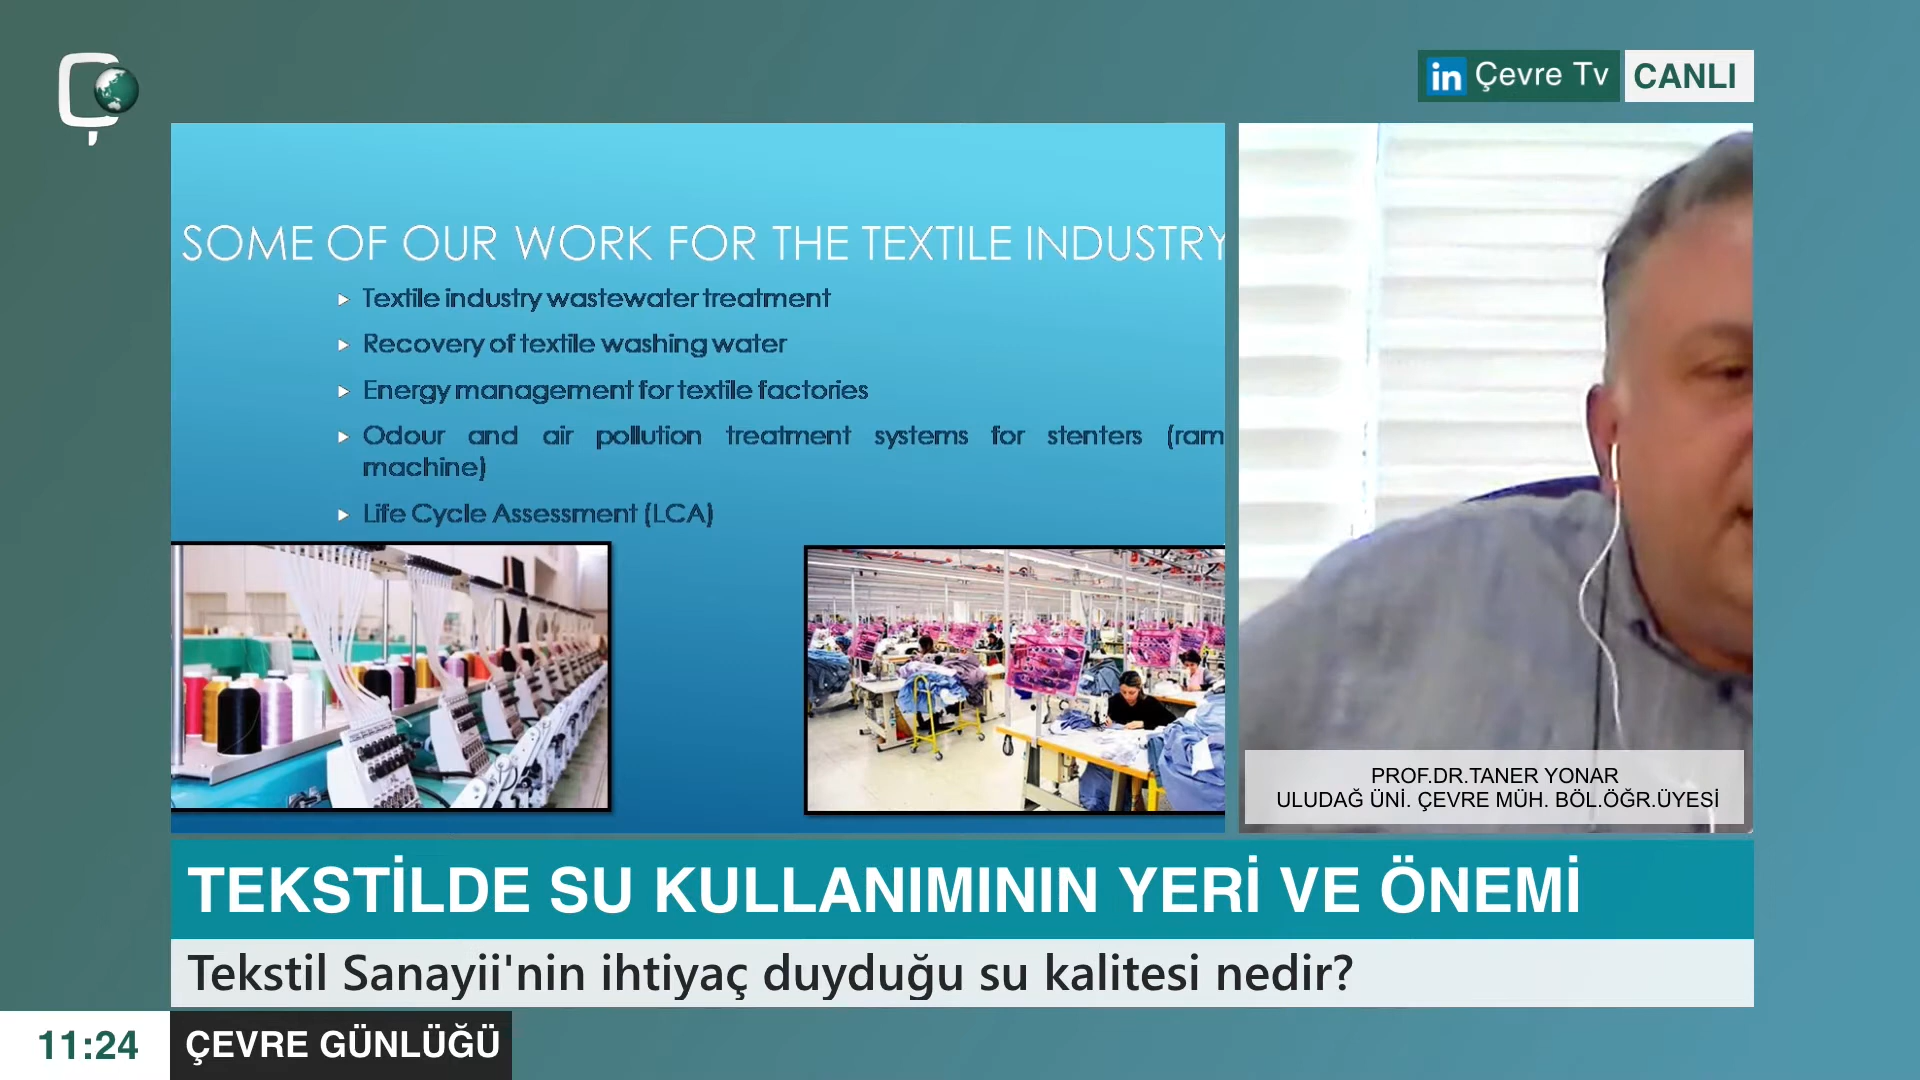 in Çevre Tv CANLI
SOME OF OUR WORK FOR THE TEXTILE INDUSTRY
Textile industry wastewater treatment
Recovery of textile washing water
Energy management for textile factories
Odour and air pollution treatment systems for stenters (ram
machine)
Life Cycle Assessment (LCA)
PROF.DR.TANER YONAR
ULUDAĞ ÜNİ. ÇEVRE MÜH. BÖL.ÖĞR.ÜYESİ
TEKSTİLDE SU KULLANIMININ YERİ VE ÖNEMİ
Tekstil Sanayii'nin ihtiyaç duyduğu su kalitesi nedir?
11:24 ÇEVRE GÜNLÜĞÜ